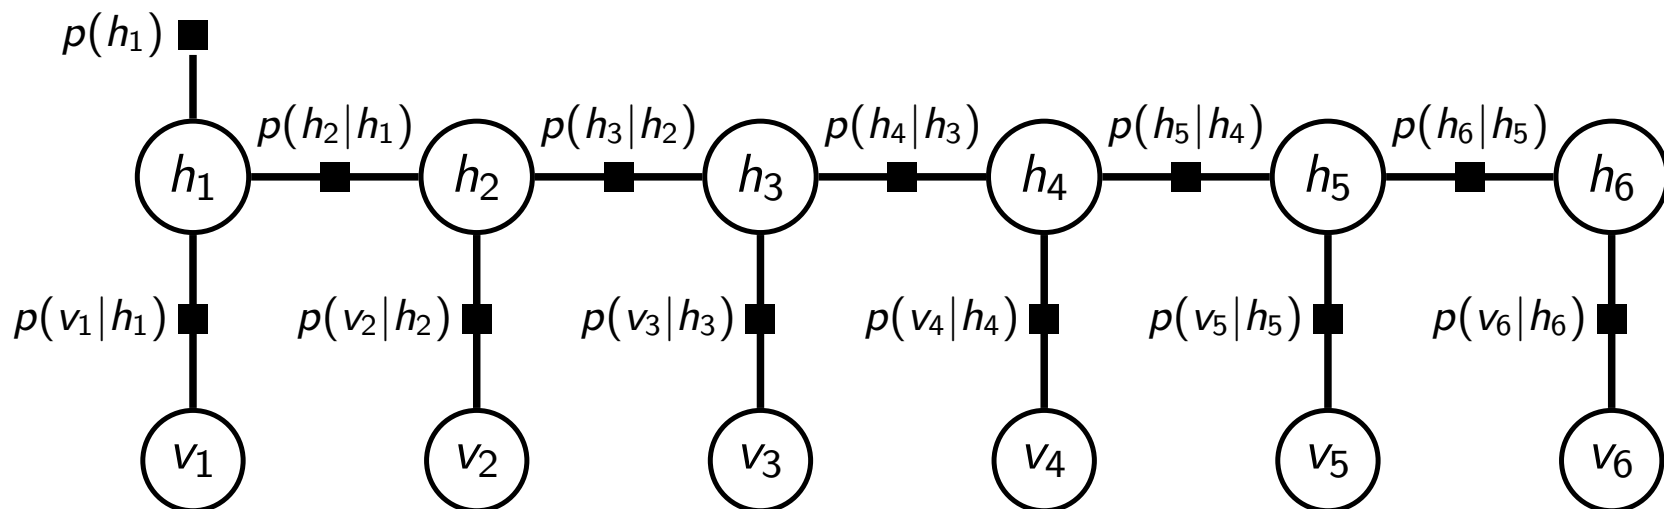 p(h₁)
p(h₂|h₁) p(h₃|h₂) p(h₄|h₃) p(h₅|h₄) p(h₆|h₅)
h₁ h₂ h₃ h₄ h₅ h₆
p(v₁|h₁) p(v₂|h₂) p(v₃|h₃) p(v₄|h₄) p(v₅|h₅) p(v₆|h₆)
v₁ v₂ v₃ v₄ v₅ v₆